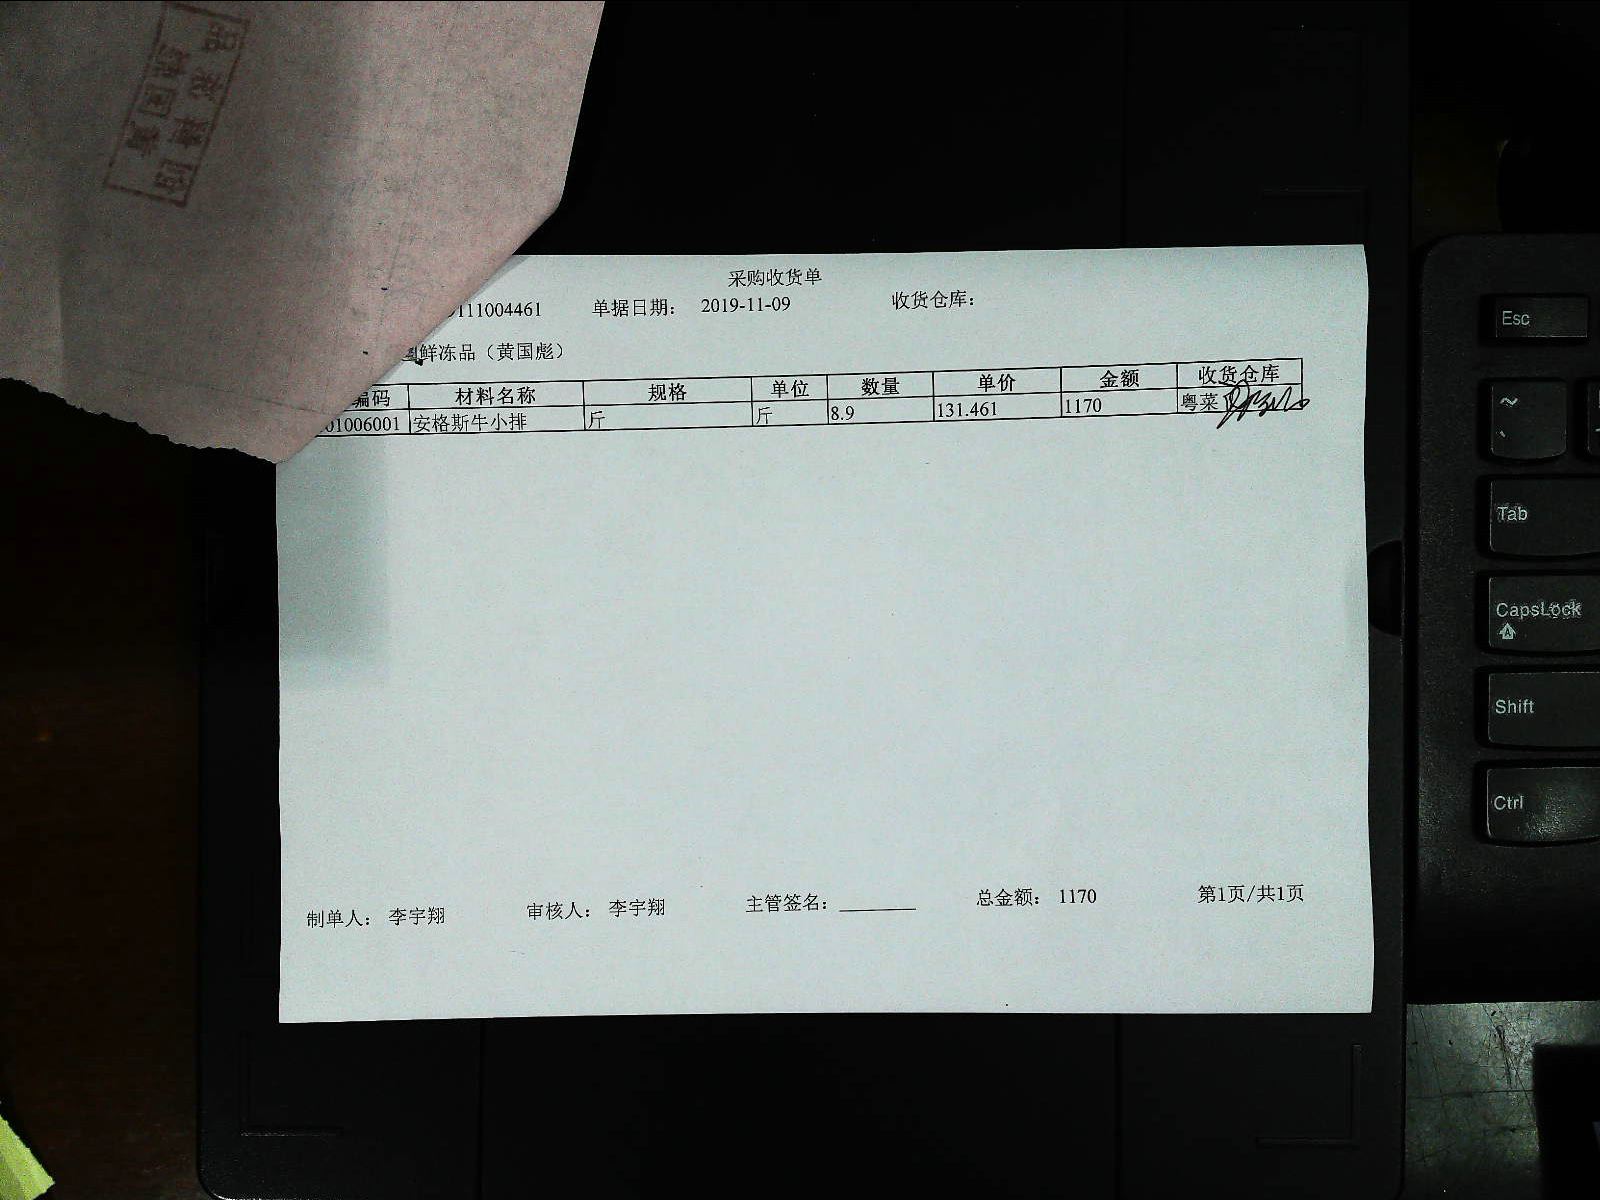 采购收货单
111004461 单据日期： 2019-11-09 收货仓库：
鲜冻品（黄国彪）
编码 材料名称 规格 单位 数量 单价 金额 收货仓库
01006001 安格斯牛小排 斤 斤 8.9 131.461 1170 粤菜
制单人： 李宇翔 审核人： 李宇翔 主管签名： 总金额： 1170 第1页/共1页
Esc
~
Tab
CapsLock
A
Shift
Ctrl